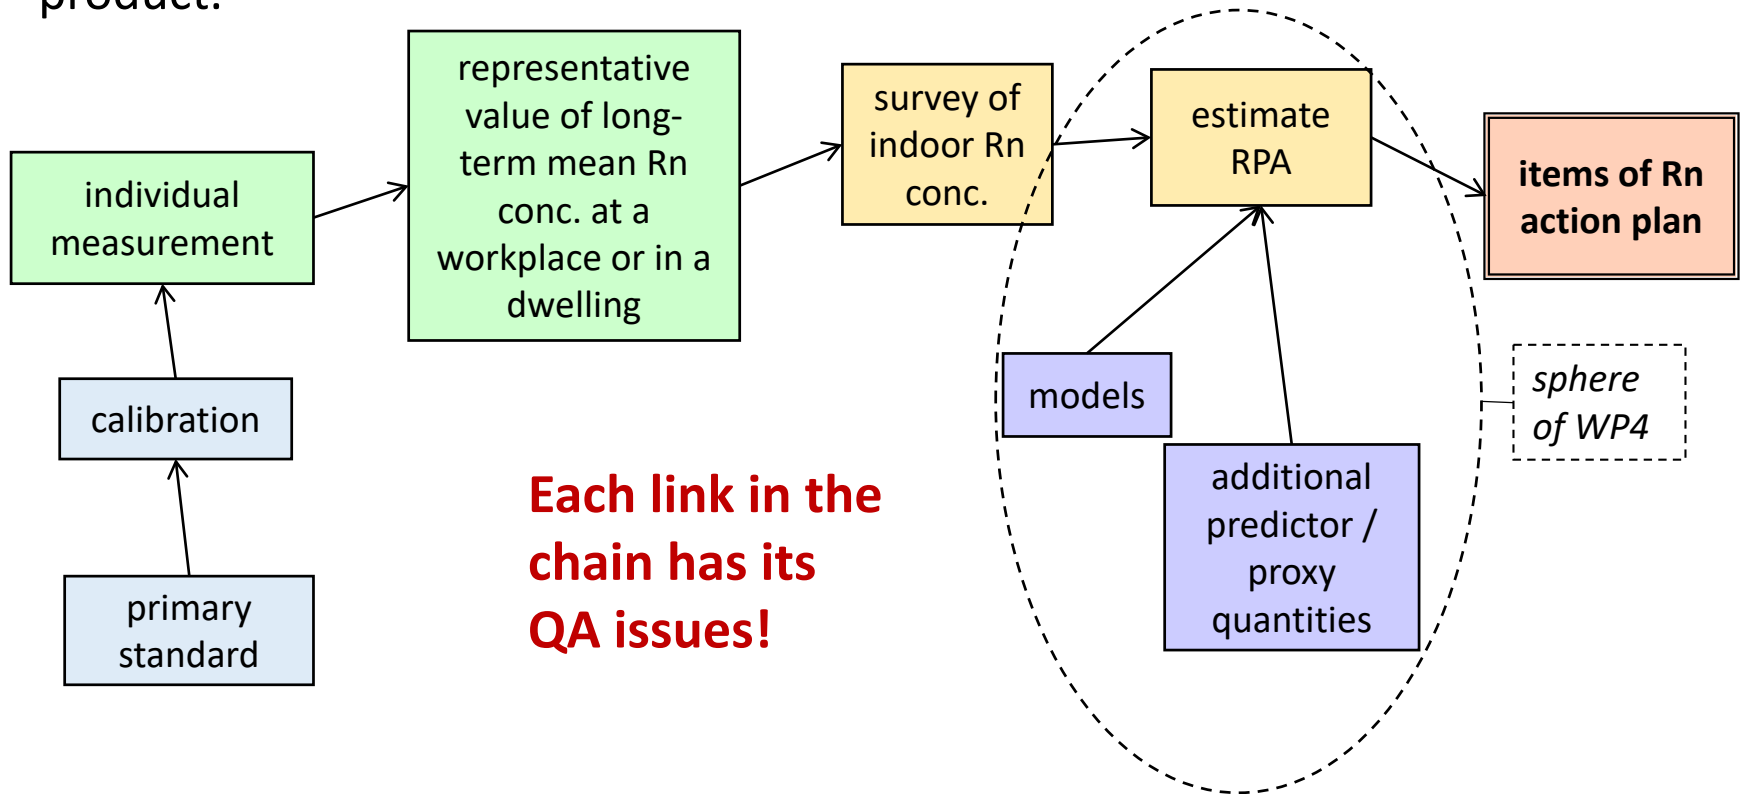 product.
individual
measurement
representative
value of long-
term mean Rn
conc. at a
workplace or in a
dwelling
survey of
indoor Rn
conc.
estimate
RPA
items of Rn
action plan
calibration
primary
standard
models
additional
predictor /
proxy
quantities
sphere
of WP4
Each link in the
chain has its
QA issues!